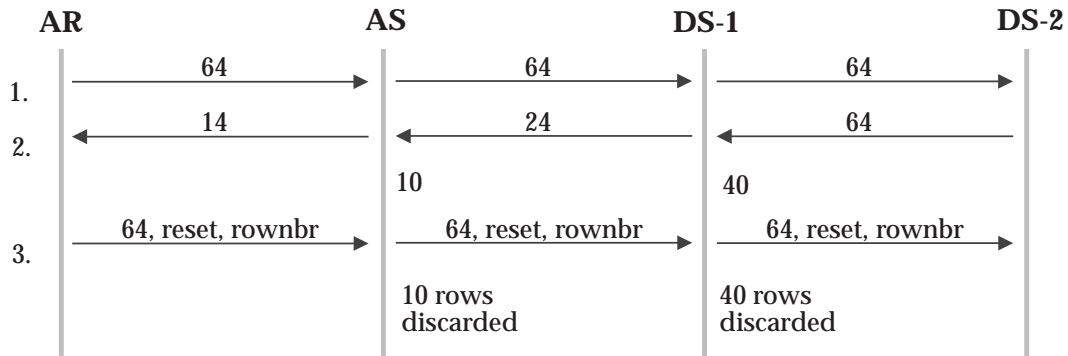 AR AS DS-1 DS-2
1. 64 64 64
2. 14 24 64
10 40
3. 64, reset, rownbr 64, reset, rownbr 64, reset, rownbr
10 rows 40 rows
discarded discarded